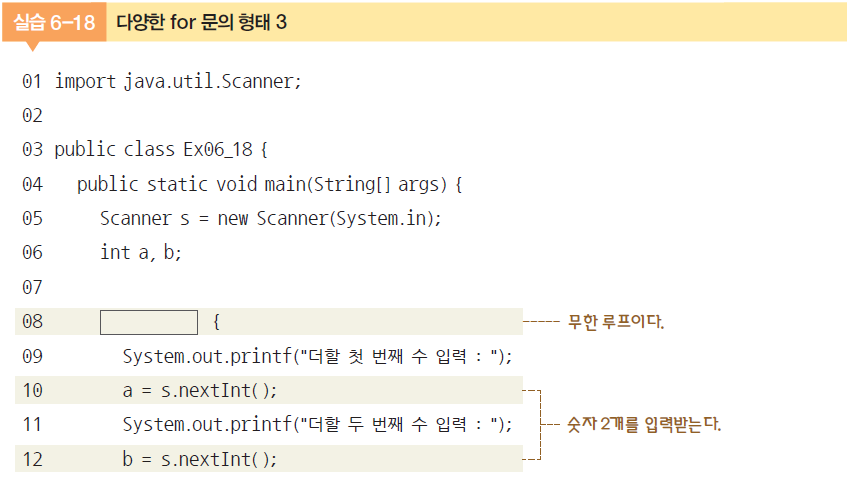 실습 6-18 다양한 for 문의 형태 3
01 import java.util.Scanner;
02
03 public class Ex06_18 {
04 public static void main(String[] args) {
05 Scanner s = new Scanner(System.in);
06 int a, b;
07
08 { 무한 루프이다.
09 System.out.printf("더할 첫 번째 수 입력 : ");
10 a = s.nextInt();
11 System.out.printf("더할 두 번째 수 입력 : "); 숫자 2개를 입력받는다.
12 b = s.nextInt();